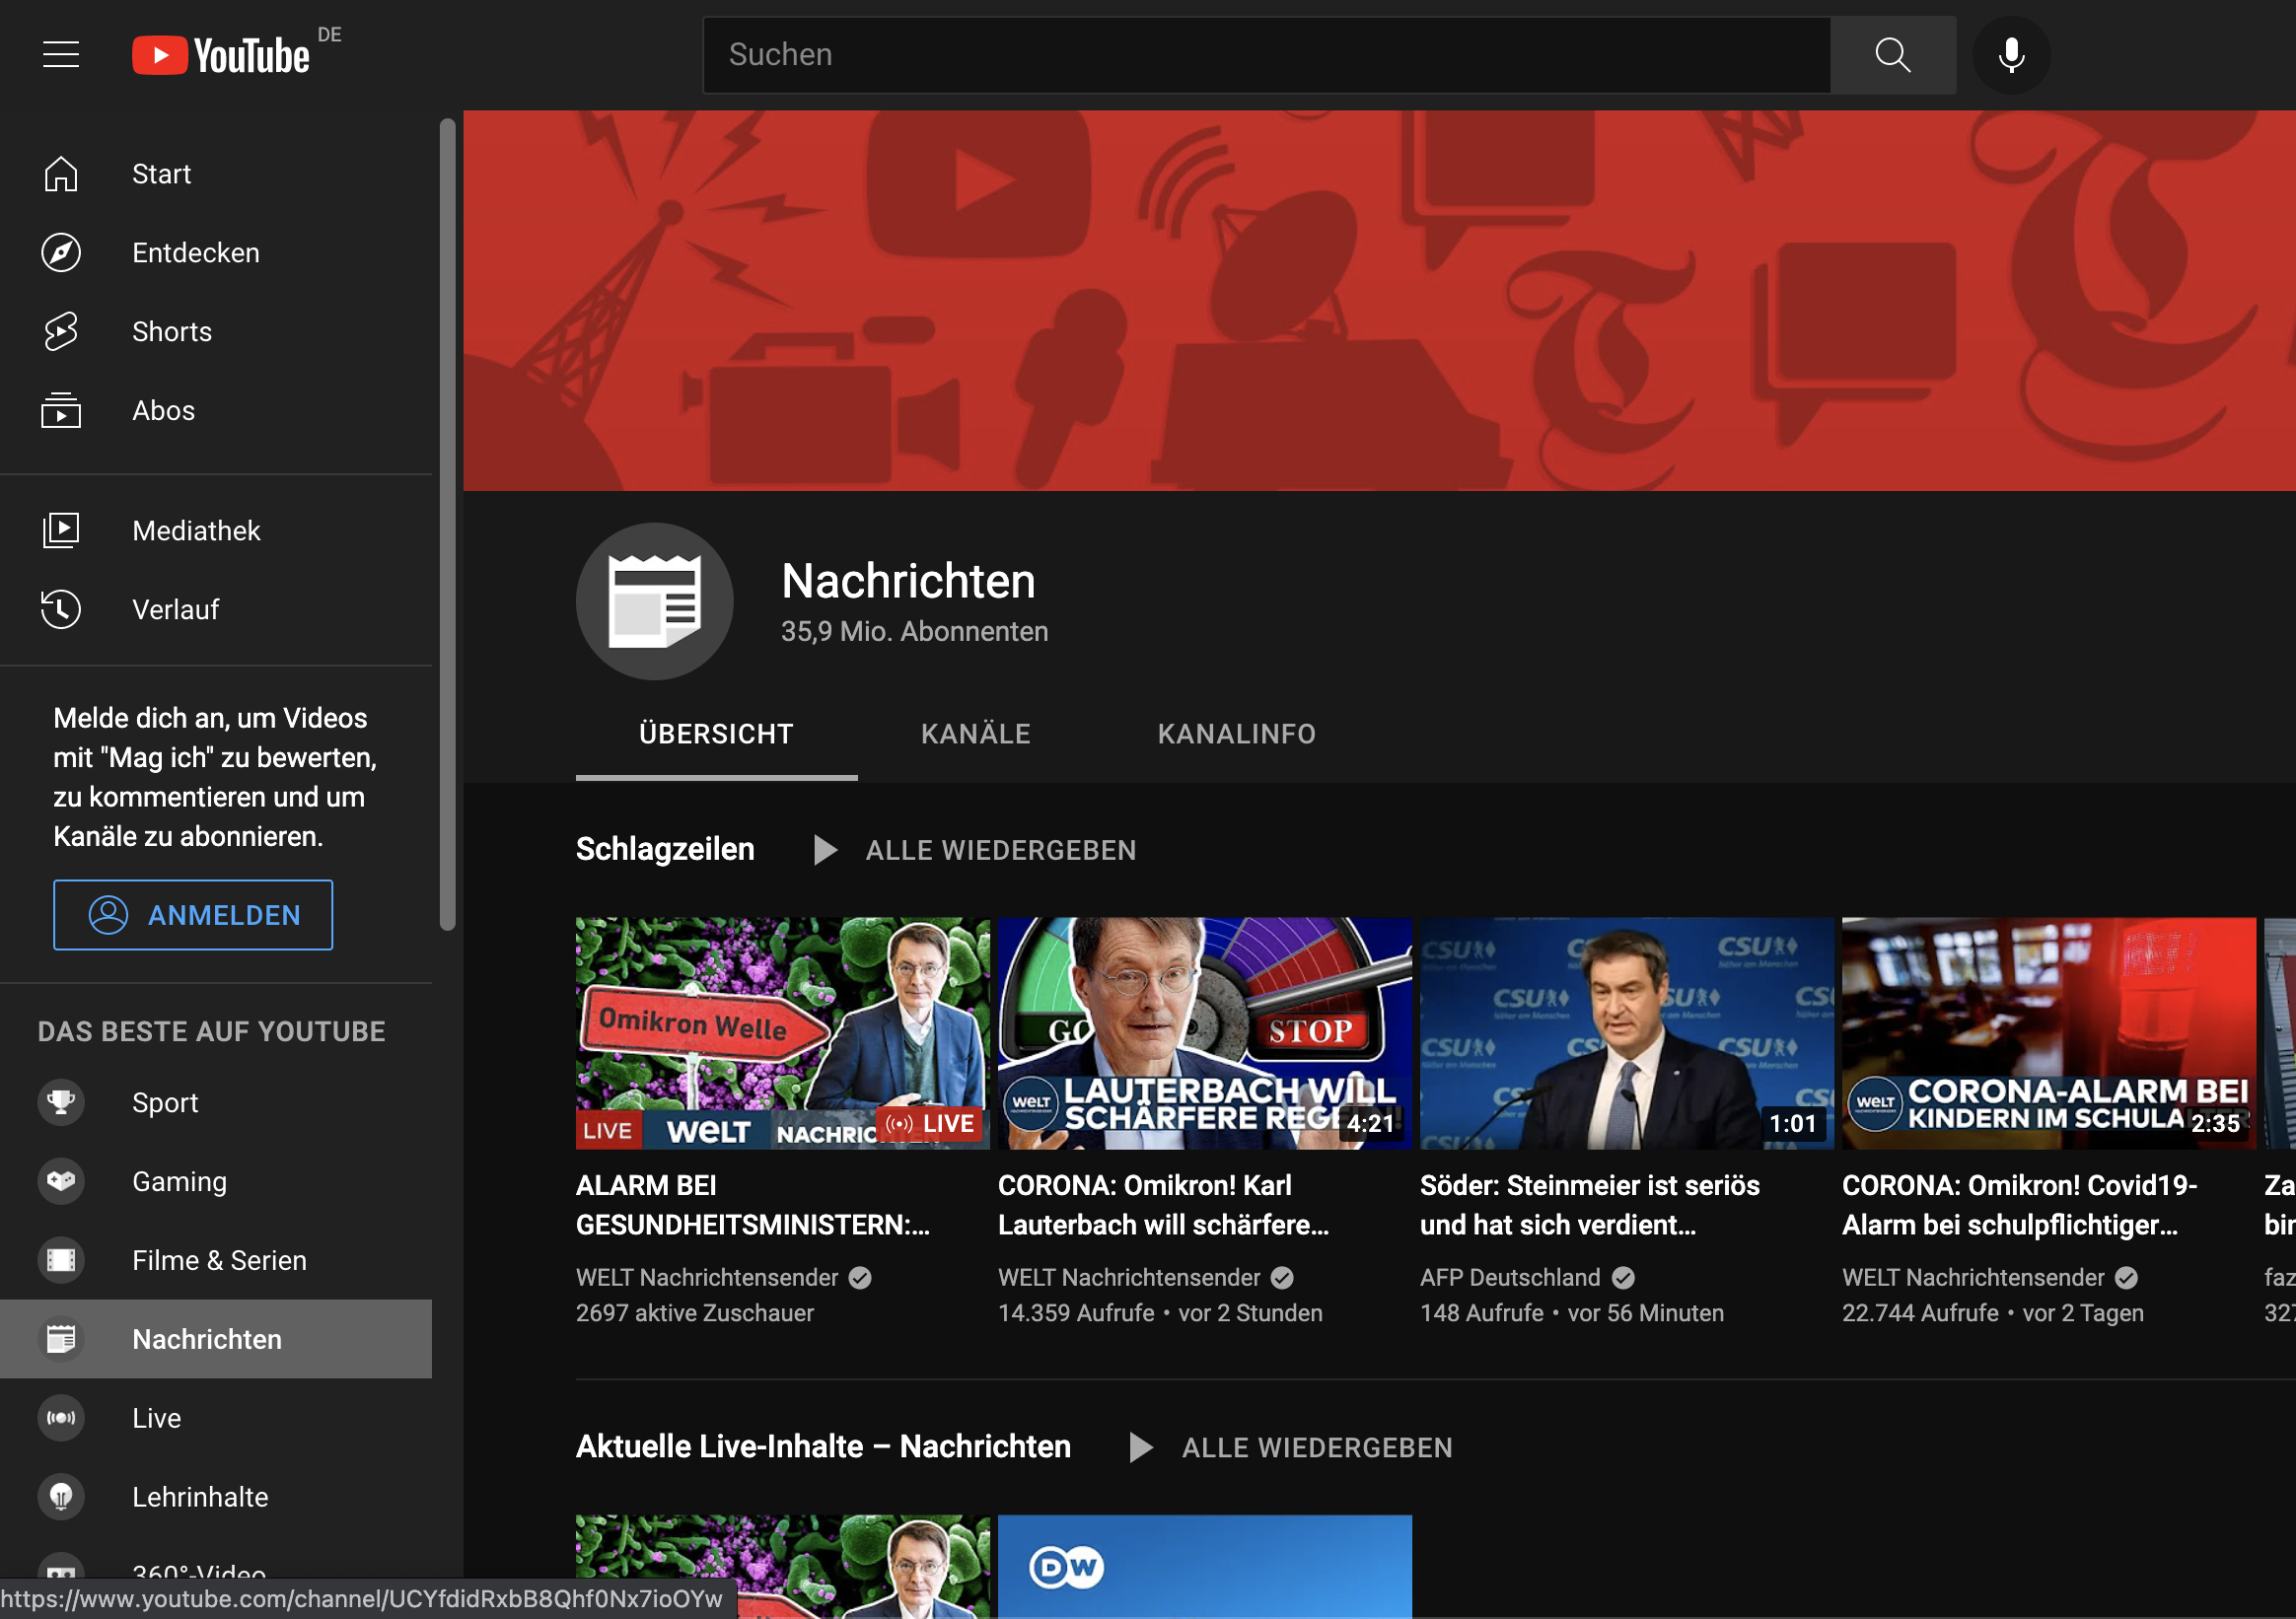 YouTube DE
Suchen
Start
Entdecken
Shorts
Abos
Mediathek
Verlauf
Melde dich an, um Videos
mit "Mag ich" zu bewerten,
zu kommentieren und um
Kanäle zu abonnieren.
ANMELDEN
DAS BESTE AUF YOUTUBE
Sport
Gaming
Filme & Serien
Nachrichten
Live
Lehrinhalte
360°-Video
https://www.youtube.com/channel/UCYfdidRxbB8Qhf0Nx7ioOYw
Nachrichten
35,9 Mio. Abonnenten
ÜBERSICHT KANÄLE KANALINFO
Schlagzeilen ALLE WIEDERGEBEN
Omikron Welle
LIVE WELT NACHRIC LIVE
ALARM BEI
GESUNDHEITSMINISTERN:...
WELT Nachrichtensender
2697 aktive Zuschauer
GO STOP
WELT LAUTERBACH WILL
SCHÄRFERE REGE 4:21
CORONA: Omikron! Karl
Lauterbach will schärfere...
WELT Nachrichtensender
14.359 Aufrufe • vor 2 Stunden
CSU
Näher am Menschen
1:01
Söder: Steinmeier ist seriös
und hat sich verdient...
AFP Deutschland
148 Aufrufe • vor 56 Minuten
WELT CORONA-ALARM BEI
KINDERN IM SCHULA 2:35
CORONA: Omikron! Covid19-
Alarm bei schulpflichtiger...
WELT Nachrichtensender
22.744 Aufrufe • vor 2 Tagen
Za
bir
faz
327
Aktuelle Live-Inhalte – Nachrichten ALLE WIEDERGEBEN
DW